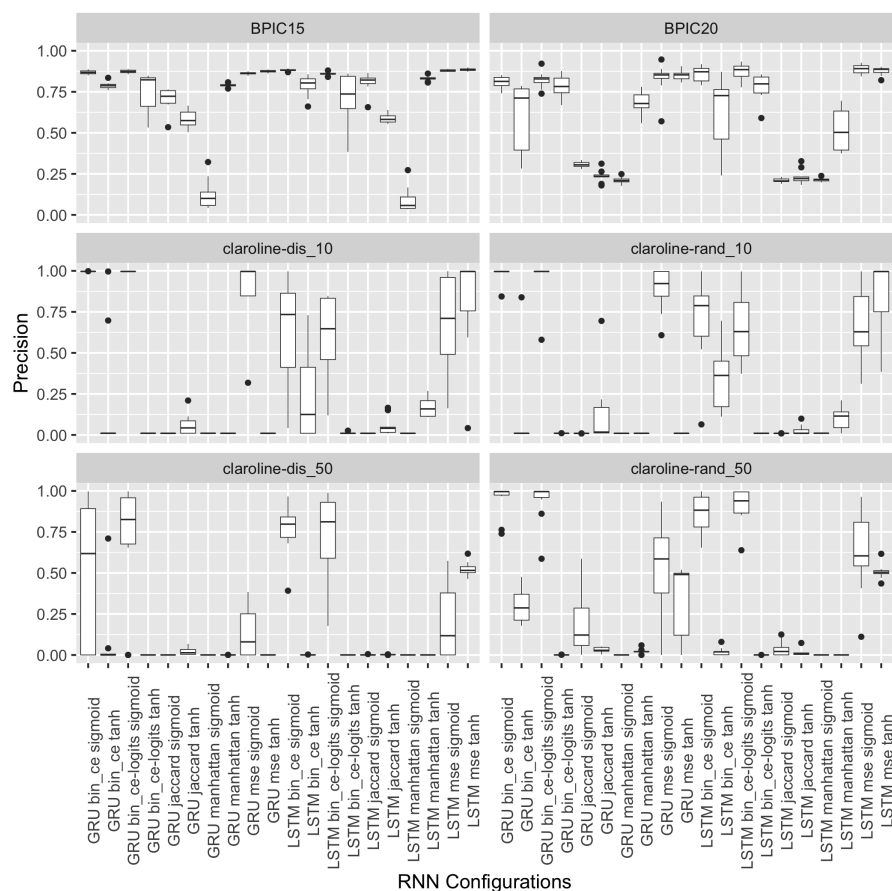 BPIC15
BPIC20
1.00
0.75
0.50
0.25
0.00
claroline-dis_10
claroline-rand_10
1.00
0.75
0.50
0.25
0.00
Precision
claroline-dis_50
claroline-rand_50
1.00
0.75
0.50
0.25
0.00
GRU bin_ce sigmoid
GRU bin_ce tanh
GRU bin_ce-logits sigmoid
GRU bin_ce-logits tanh
GRU jaccard sigmoid
GRU jaccard tanh
GRU manhattan sigmoid
GRU manhattan tanh
GRU mse sigmoid
GRU mse tanh
LSTM bin_ce sigmoid
LSTM bin_ce tanh
LSTM bin_ce-logits sigmoid
LSTM bin_ce-logits tanh
LSTM jaccard sigmoid
LSTM jaccard tanh
LSTM manhattan sigmoid
LSTM manhattan tanh
LSTM mse sigmoid
LSTM mse tanh
GRU bin_ce sigmoid
GRU bin_ce tanh
GRU bin_ce-logits sigmoid
GRU bin_ce-logits tanh
GRU jaccard sigmoid
GRU jaccard tanh
GRU manhattan sigmoid
GRU manhattan tanh
GRU mse sigmoid
GRU mse tanh
LSTM bin_ce sigmoid
LSTM bin_ce tanh
LSTM bin_ce-logits sigmoid
LSTM bin_ce-logits tanh
LSTM jaccard sigmoid
LSTM jaccard tanh
LSTM manhattan sigmoid
LSTM manhattan tanh
LSTM mse sigmoid
LSTM mse tanh
RNN Configurations